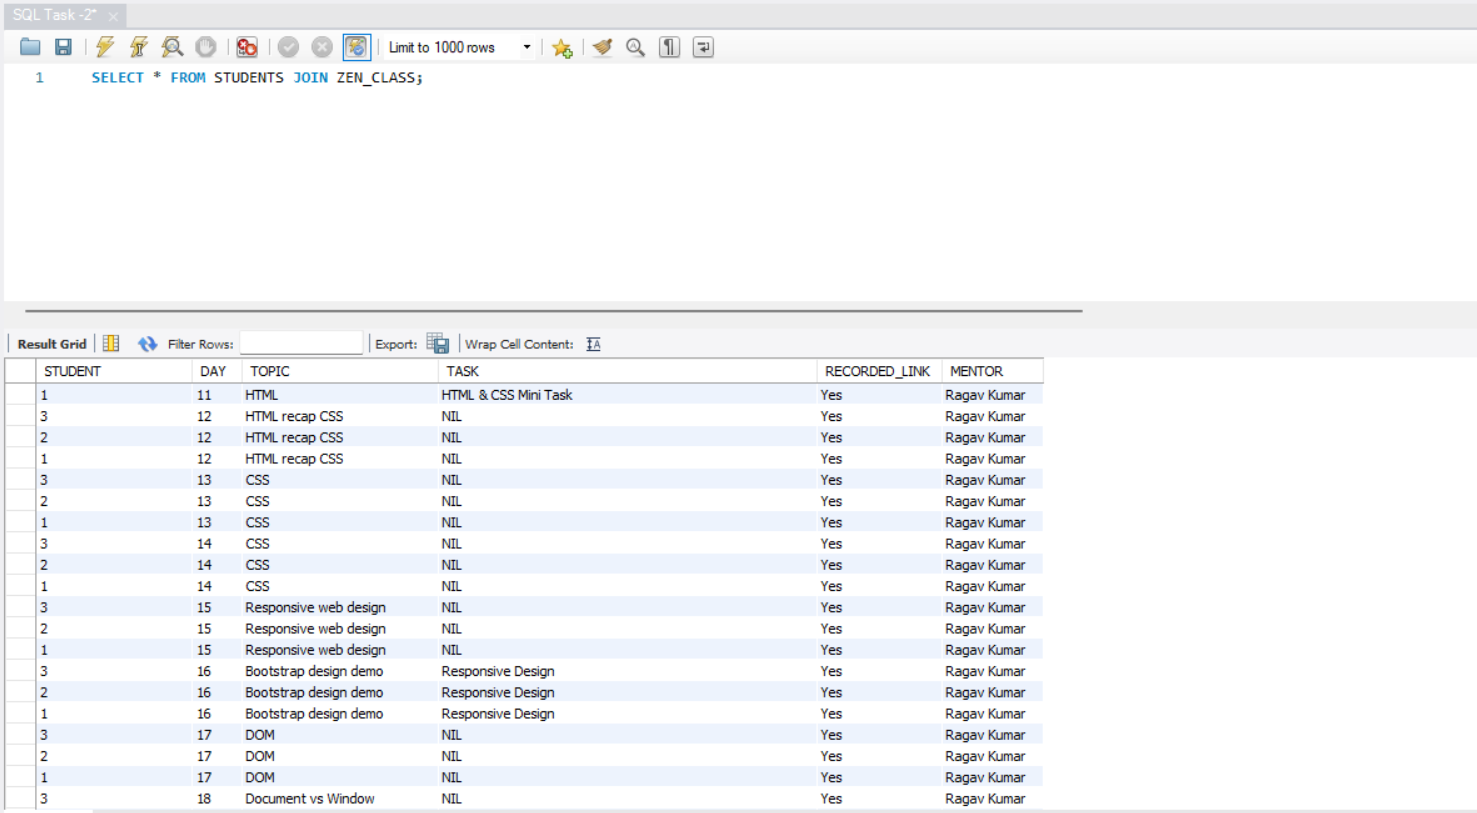 SQL Task -2* ×
Limit to 1000 rows
1 SELECT * FROM STUDENTS JOIN ZEN_CLASS;
Result Grid Filter Rows: Export: Wrap Cell Content: IA
STUDENT DAY TOPIC TASK RECORDED_LINK MENTOR
1 11 HTML HTML & CSS Mini Task Yes Ragav Kumar
3 12 HTML recap CSS NIL Yes Ragav Kumar
2 12 HTML recap CSS NIL Yes Ragav Kumar
1 12 HTML recap CSS NIL Yes Ragav Kumar
3 13 CSS NIL Yes Ragav Kumar
2 13 CSS NIL Yes Ragav Kumar
1 13 CSS NIL Yes Ragav Kumar
3 14 CSS NIL Yes Ragav Kumar
2 14 CSS NIL Yes Ragav Kumar
1 14 CSS NIL Yes Ragav Kumar
3 15 Responsive web design NIL Yes Ragav Kumar
2 15 Responsive web design NIL Yes Ragav Kumar
1 15 Responsive web design NIL Yes Ragav Kumar
3 16 Bootstrap design demo Responsive Design Yes Ragav Kumar
2 16 Bootstrap design demo Responsive Design Yes Ragav Kumar
1 16 Bootstrap design demo Responsive Design Yes Ragav Kumar
3 17 DOM NIL Yes Ragav Kumar
2 17 DOM NIL Yes Ragav Kumar
1 17 DOM NIL Yes Ragav Kumar
3 18 Document vs Window NIL Yes Ragav Kumar